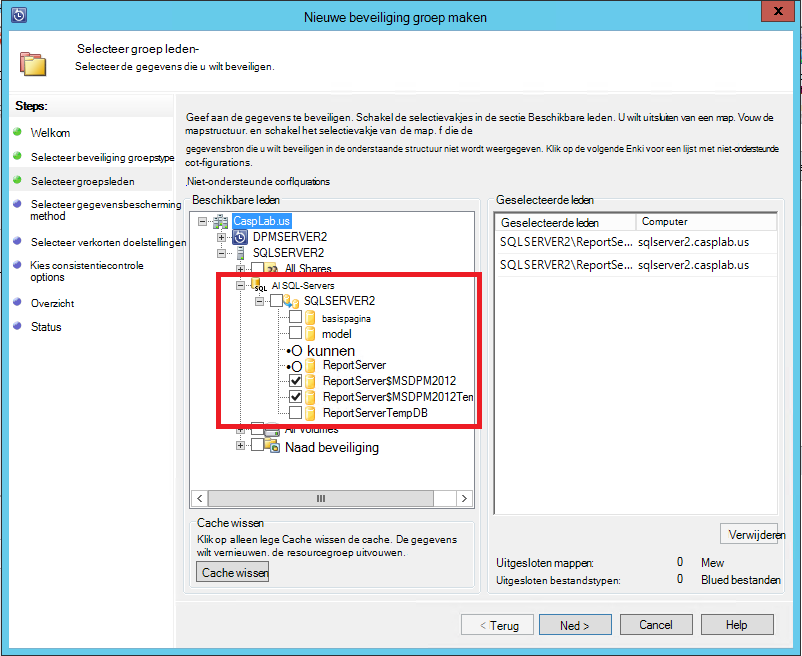 Nieuwe beveiliging groep maken
X
Selecteer groep leden-
Selecteer de gegevens die u wilt beveiligen.
Steps:
Welkom
Selecteer beveiliging groepstype
Selecteer groepsleden
Selecteer gegevensbescherming
method
Selecteer verkorten doelstellingen
Kies consistentiecontrole
options
Overzicht
Status
Geef aan de gegevens te beveiligen. Schakel de selectievakjes in de sectie Beschikbare leden. U wilt uitsluiten van een map. Vouw de
mapstructuur. en schakel het selectievakje van de map. f die de
gegevensbron die u wilt beveiligen in de onderstaande structuur niet wordt weergegeven. Klik op de volgende Enki voor een lijst met niet-ondersteunde
cot-figurations.
Niet-ondersteunde corflqurations
Beschikbare leden
CaspLab.us
DPMSERVER2
SQLSERVER2
All Shares
SQL AI SQL-Servers
SQLSERVER2
basispagina
model
•O kunnen
•O ReportServer
ReportServer$MSDPM2012
ReportServer$MSDPM2012Tem
ReportServerTempDB
All volumes
Naad beveiliging
Cache wissen
Klik op alleen lege Cache wissen de cache. De gegevens
wilt vernieuwen. de resourcegroep uitvouwen.
Cache wissen
Geselecteerde leden
Geselecteerde leden Computer
SQLSERVER2\ReportSe... sqlserver2.casplab.us
SQLSERVER2\ReportSe... sqlserver2.casplab.us
Verwijderen
Uitgesloten mappen: 0 Mew
Uitgesloten bestandstypen: 0 Blued bestanden
< Terug Ned > Cancel Help